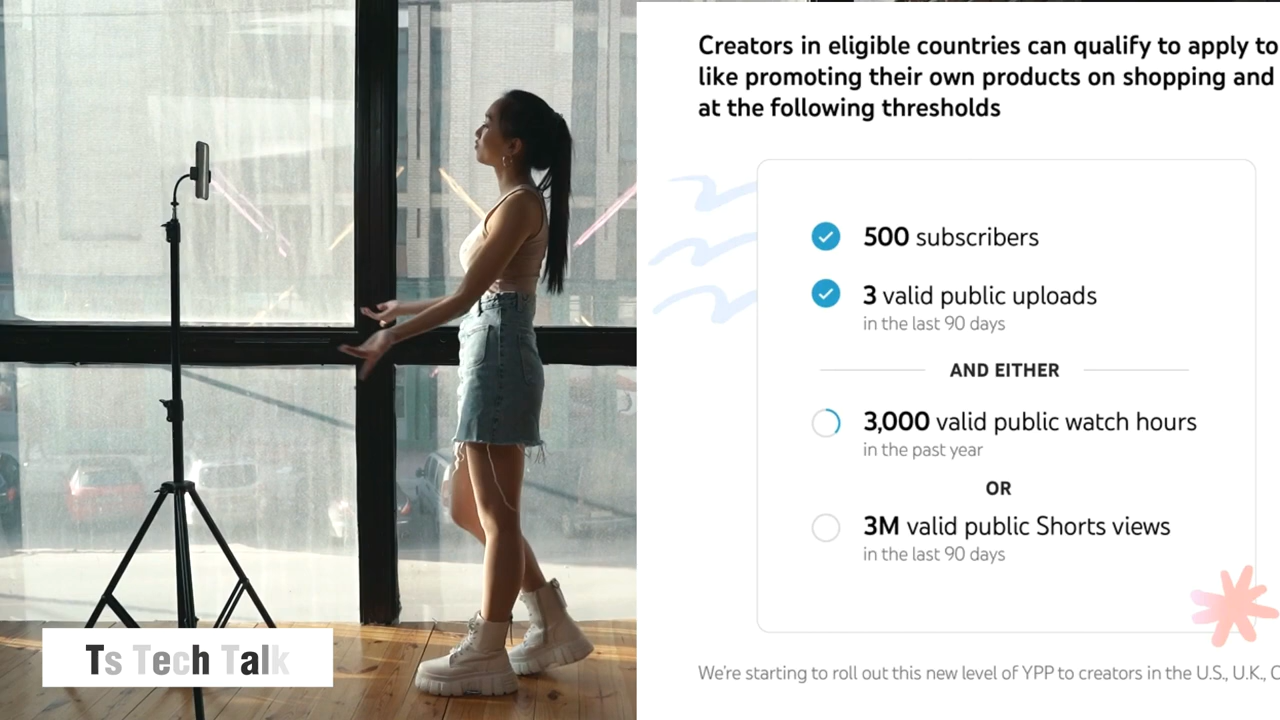 Creators in eligible countries can qualify to apply to
like promoting their own products on shopping and
at the following thresholds
500 subscribers
3 valid public uploads
in the last 90 days
AND EITHER
3,000 valid public watch hours
in the past year
OR
3M valid public Shorts views
in the last 90 days
We're starting to roll out this new level of YPP to creators in the U.S., U.K., C
Ts Tech Talk